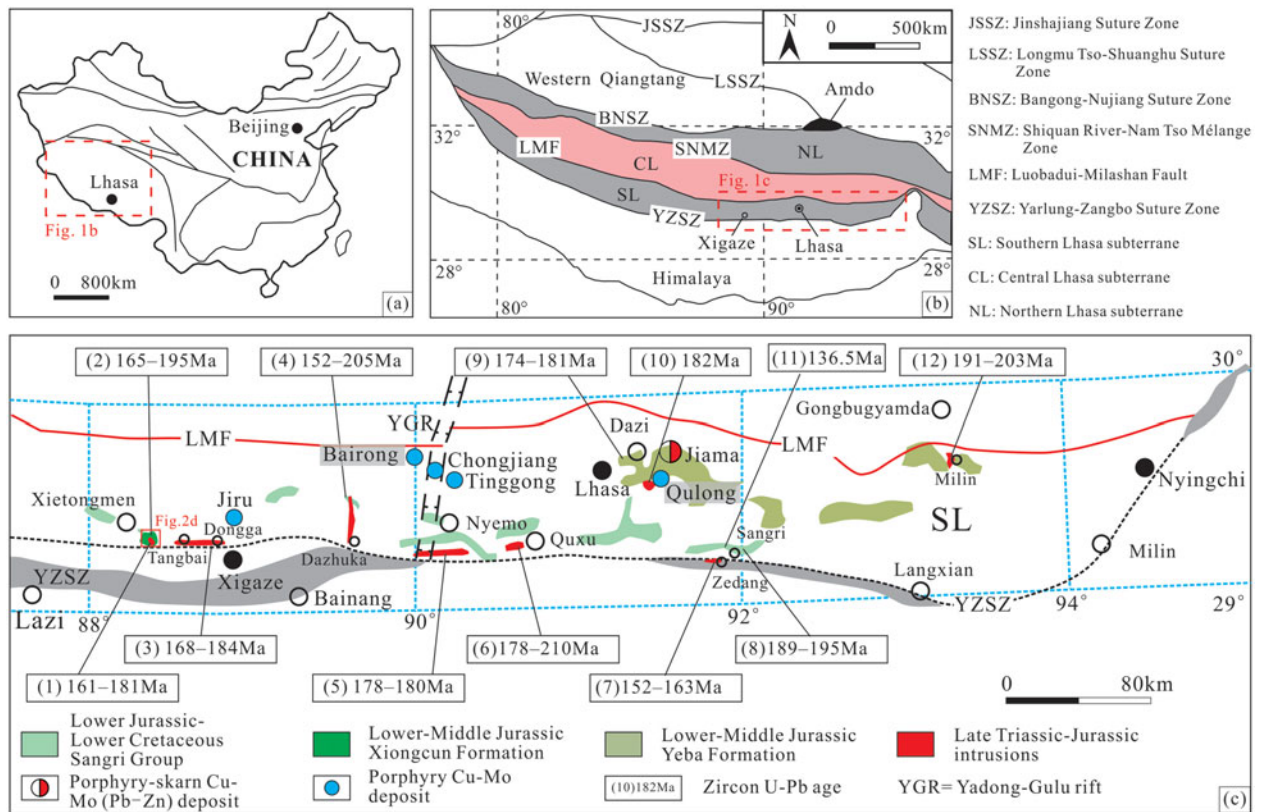 Beijing
CHINA
Lhasa
Fig. 1b
0 800km
(a)
80° JSSZ
N
0 500km
Western Qiangtang
LSSZ
Amdo
BNSZ
32°
32°
LMF
SNMZ
NL
CL
Fig. 1c
SL
YZSZ
Xigaze
Lhasa
28°
28°
Himalaya
80°
90°
(b)
JSSZ: Jinshajiang Suture Zone
LSSZ: Longmu Tso-Shuanghu Suture
Zone
BNSZ: Bangong-Nujiang Suture Zone
SNMZ: Shiquan River-Nam Tso Mélange
Zone
LMF: Luobadui-Milashan Fault
YZSZ: Yarlung-Zangbo Suture Zone
SL: Southern Lhasa subterrane
CL: Central Lhasa subterrane
NL: Northern Lhasa subterrane
(2) 165–195Ma
(4) 152–205Ma
(9) 174–181Ma
(10) 182Ma
(11)136.5Ma
(12) 191–203Ma
30°
YGR
Gongbugyamda
LMF
Dazi
LMF
Bairong
Chongjiang
Jiama
Tinggong
Lhasa
Qulong
Milin
Nyingchi
Xietongmen
Jiru
Fig.2d
Dongga
Nyemo
Sangri
SL
Tangbai
Quxu
Milin
Dazhuka
YZSZ
Xigaze
Zedang
Langxian
Bainang
YZSZ
Lazi
88°
90°
92°
94°
29°
(3) 168–184Ma
(6) 178–210Ma
(8) 189–195Ma
(1) 161–181Ma
(5) 178–180Ma
(7) 152–163Ma
0 80km
Lower Jurassic-
Lower Cretaceous
Sangri Group
Lower-Middle Jurassic
Xiongcun Formation
Lower-Middle Jurassic
Yeba Formation
Late Triassic-Jurassic
intrusions
Porphyry-skarn Cu-
Mo (Pb–Zn) deposit
Porphyry Cu-Mo
deposit
(10)182Ma
Zircon U-Pb age
YGR= Yadong-Gulu rift
(c)